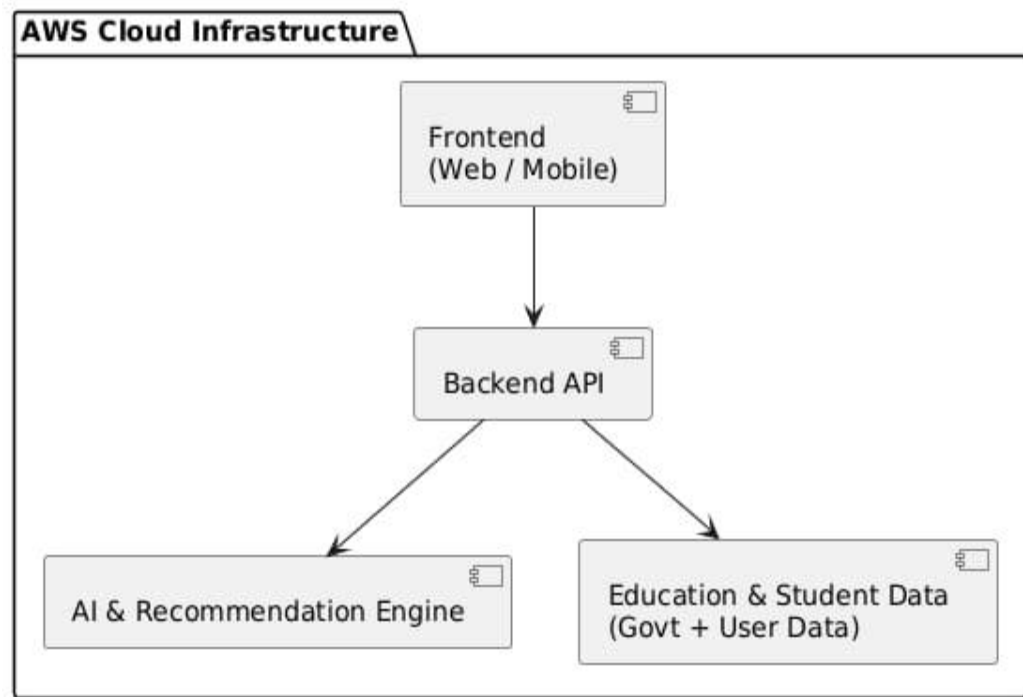 AWS Cloud Infrastructure
Frontend
(Web / Mobile)
Backend API
AI & Recommendation Engine
Education & Student Data
(Govt + User Data)